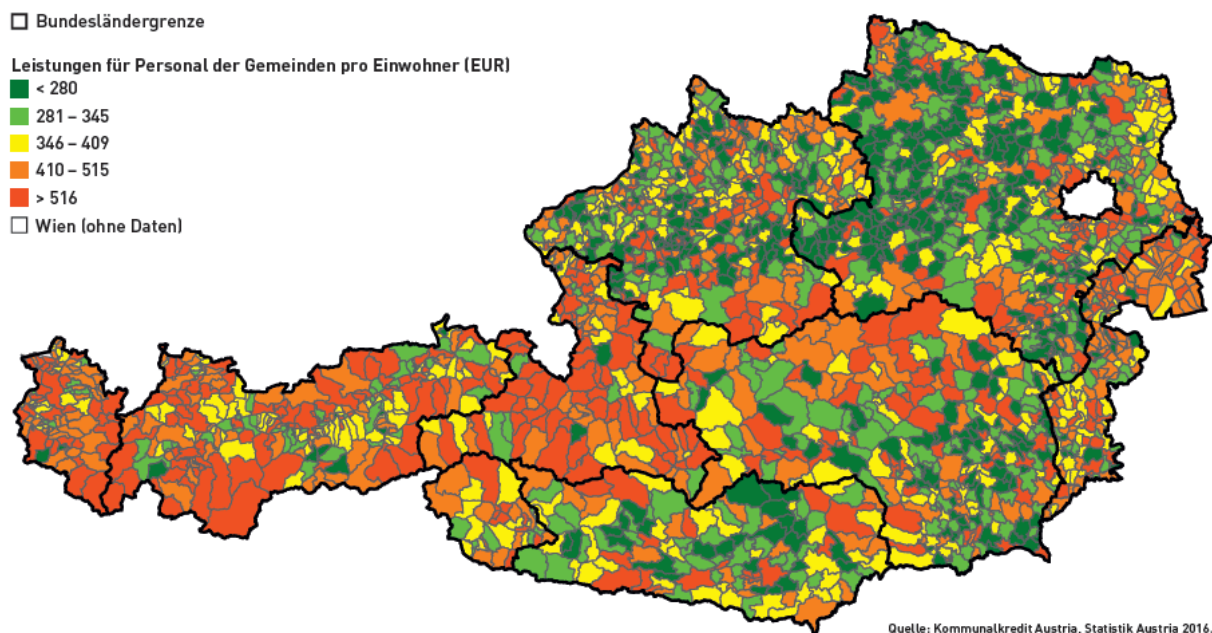 Bundesländergrenze
Leistungen für Personal der Gemeinden pro Einwohner (EUR)
< 280
281 – 345
346 – 409
410 – 515
> 516
Wien (ohne Daten)
Quelle: Kommunalkredit Austria, Statistik Austria 2016.